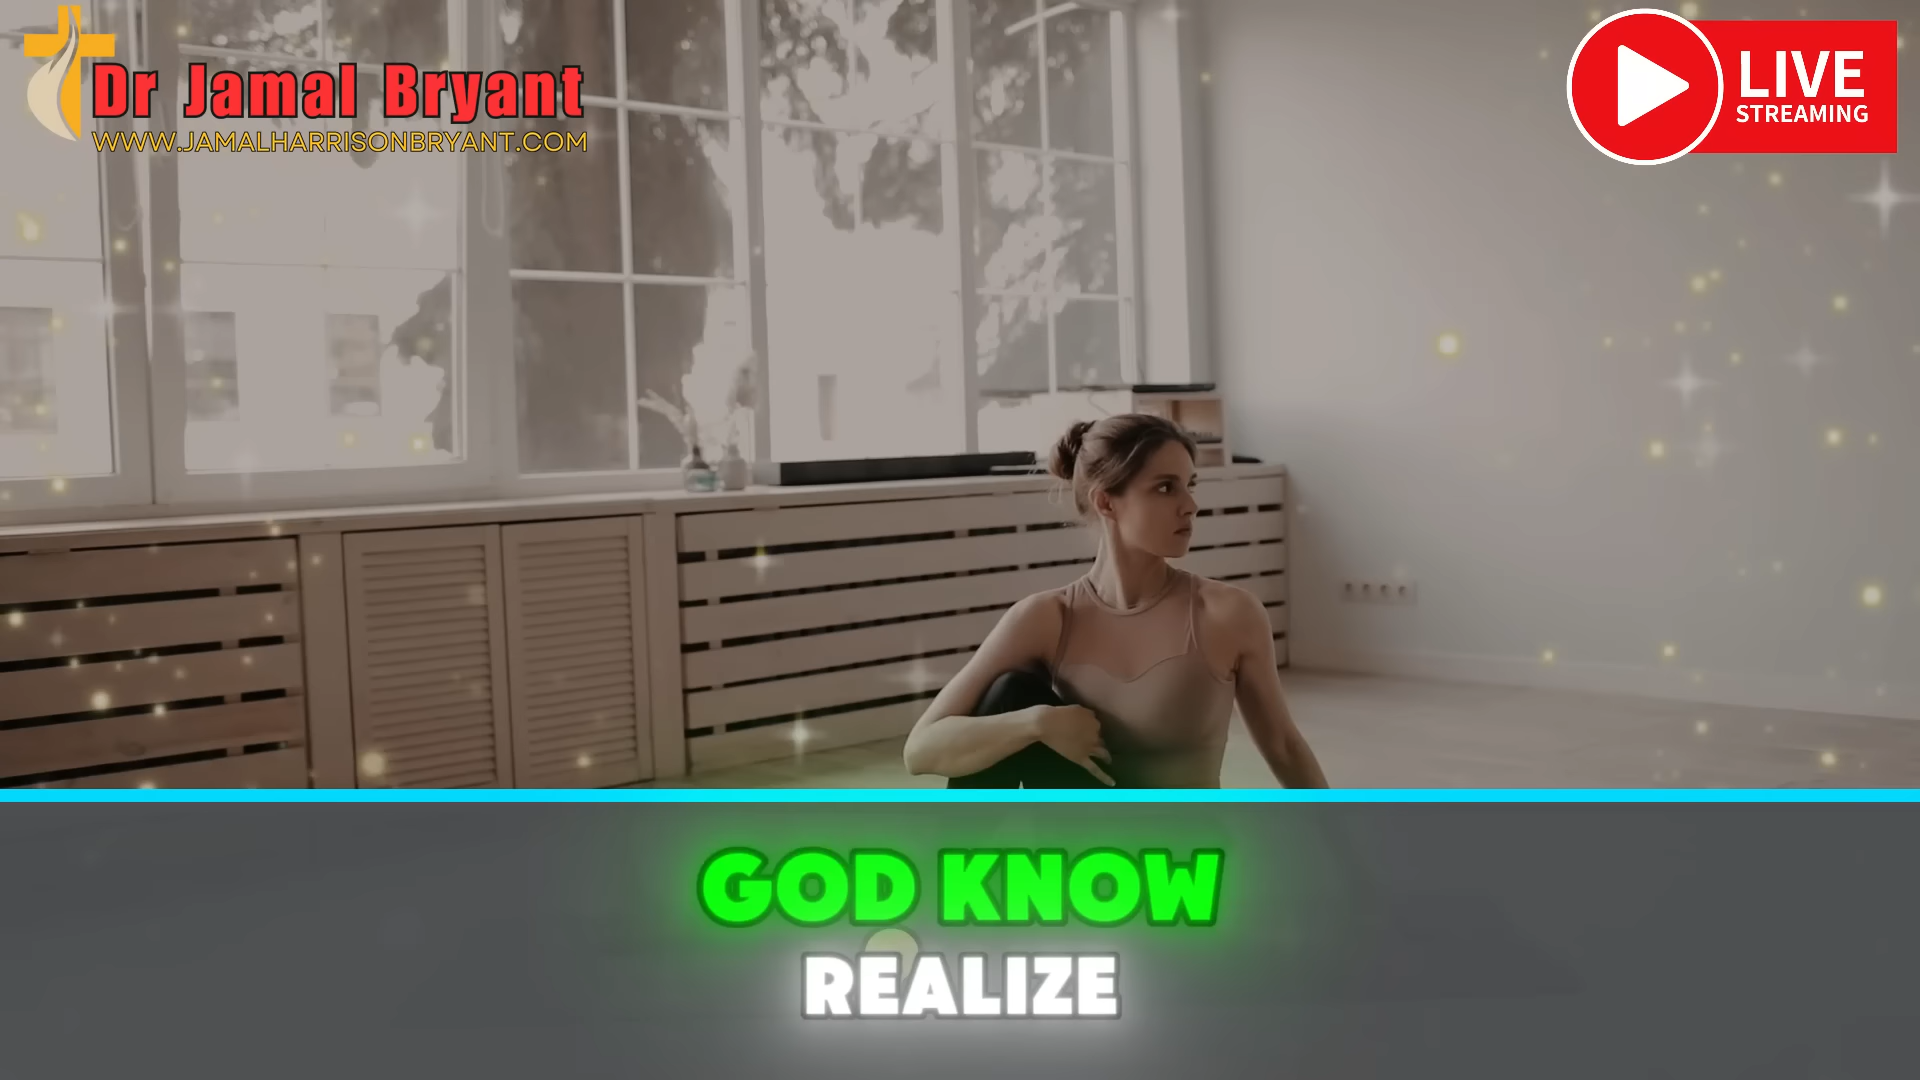 Dr Jamal Bryant
WWW.JAMALHARRISONBRYANT.COM
LIVE
STREAMING
GOD KNOW
REALIZE